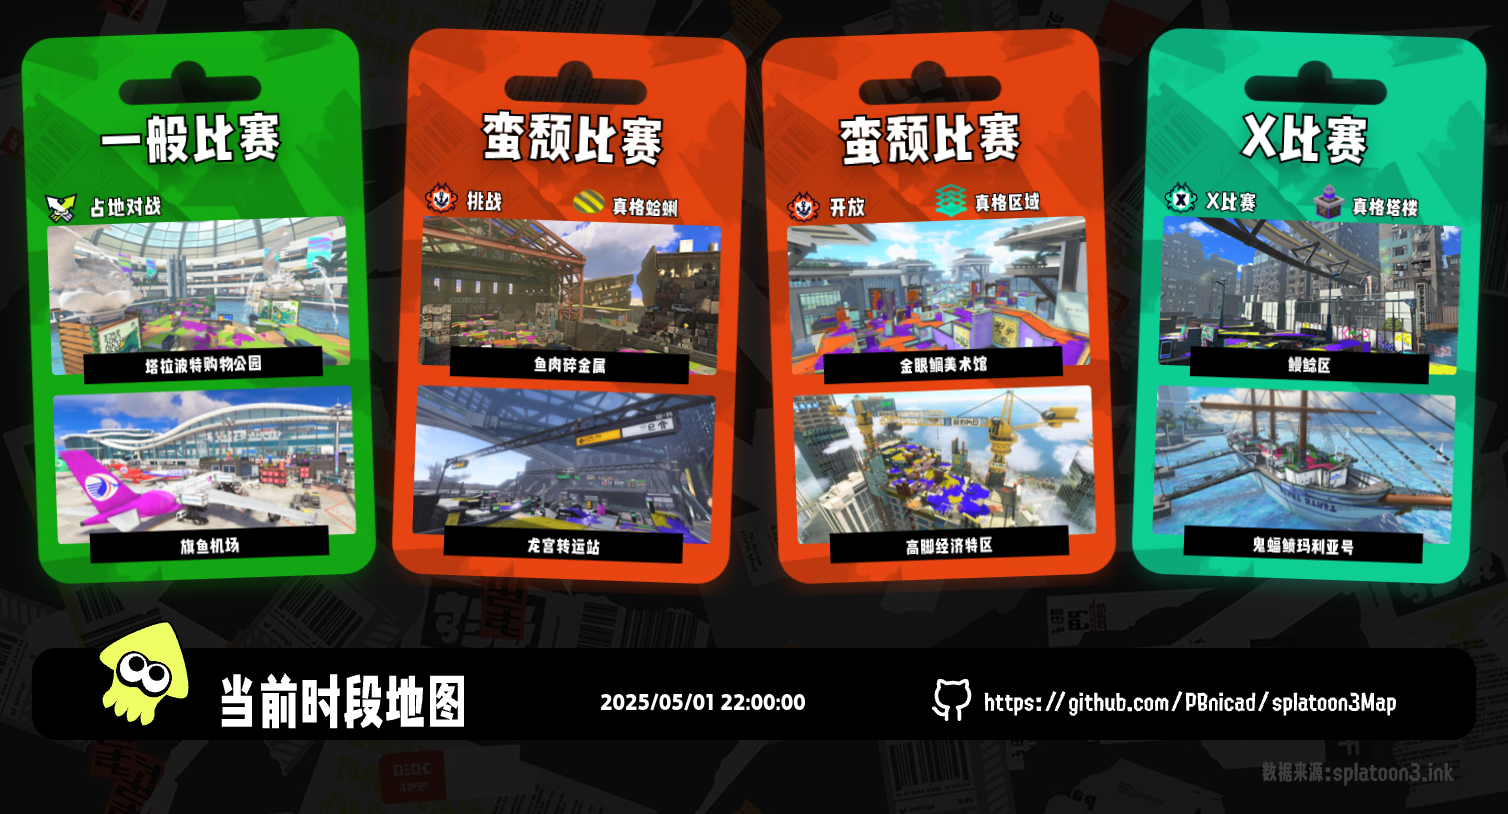 一般比赛
占地对战
塔拉波特购物公园
旗鱼机场
蛮颓比赛
挑战
真格蛤蜊
鱼肉碎金属
龙宫转运站
蛮颓比赛
开放
真格区域
金眼鲷美术馆
高脚经济特区
X比赛
X比赛
真格塔楼
鳗鲶区
鬼蝠鲼玛利亚号
当前时段地图
2025/05/01 22:00:00
https://github.com/PBnicad/splatoon3Map
数据来源:splatoon3.ink